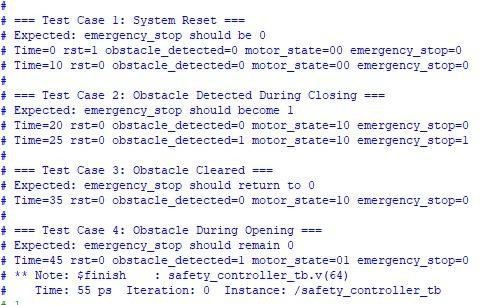 #
# === Test Case 1: System Reset ===
# Expected: emergency_stop should be 0
# Time=0 rst=1 obstacle_detected=0 motor_state=00 emergency_stop=0
# Time=10 rst=0 obstacle_detected=0 motor_state=00 emergency_stop=0
#
# === Test Case 2: Obstacle Detected During Closing ===
# Expected: emergency_stop should become 1
# Time=20 rst=0 obstacle_detected=0 motor_state=10 emergency_stop=0
# Time=25 rst=0 obstacle_detected=1 motor_state=10 emergency_stop=1
#
# === Test Case 3: Obstacle Cleared ===
# Expected: emergency_stop should return to 0
# Time=35 rst=0 obstacle_detected=0 motor_state=10 emergency_stop=0
#
# === Test Case 4: Obstacle During Opening ===
# Expected: emergency_stop should remain 0
# Time=45 rst=0 obstacle_detected=1 motor_state=01 emergency_stop=0
# ** Note: $finish    : safety_controller_tb.v(64)
#    Time: 55 ps  Iteration: 0  Instance: /safety_controller_tb
# 1